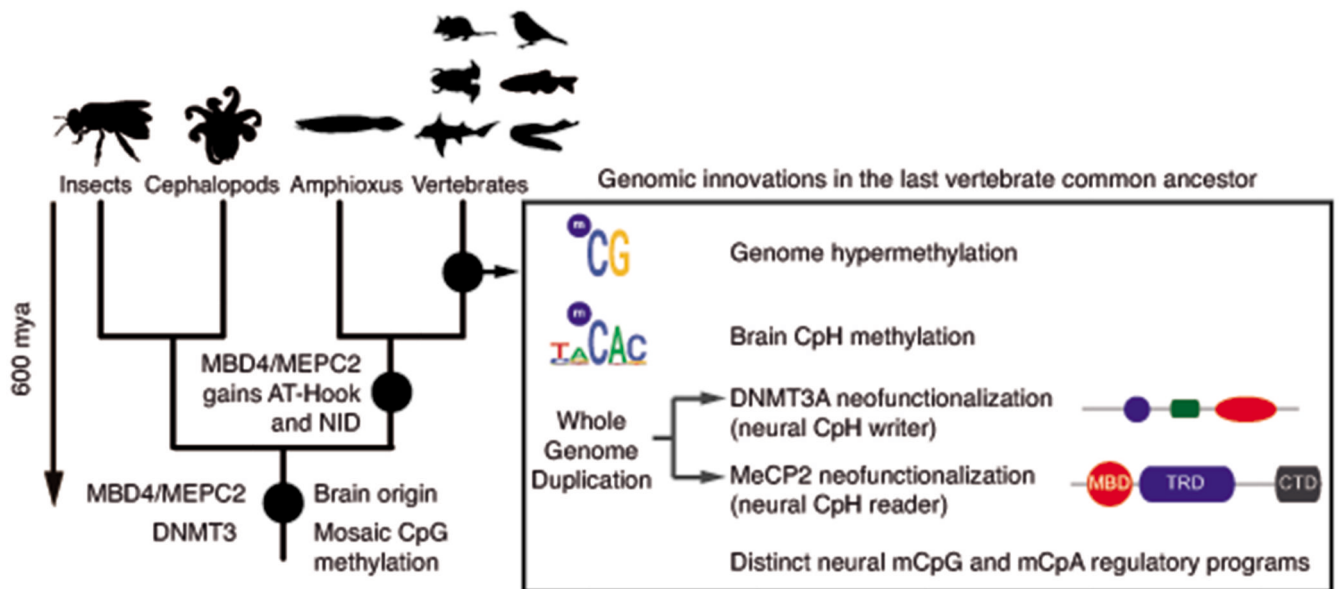 Insects Cephalopods Amphioxus Vertebrates
600 mya
MBD4/MEPC2
gains AT-Hook
and NID
MBD4/MEPC2
DNMT3
Brain origin
Mosaic CpG
methylation
Genomic innovations in the last vertebrate common ancestor
m
CG
Genome hypermethylation
m
TACAC
Brain CpH methylation
Whole
Genome
Duplication
DNMT3A neofunctionalization
(neural CpH writer)
MeCP2 neofunctionalization
(neural CpH reader)
MBD TRD CTD
Distinct neural mCpG and mCpA regulatory programs